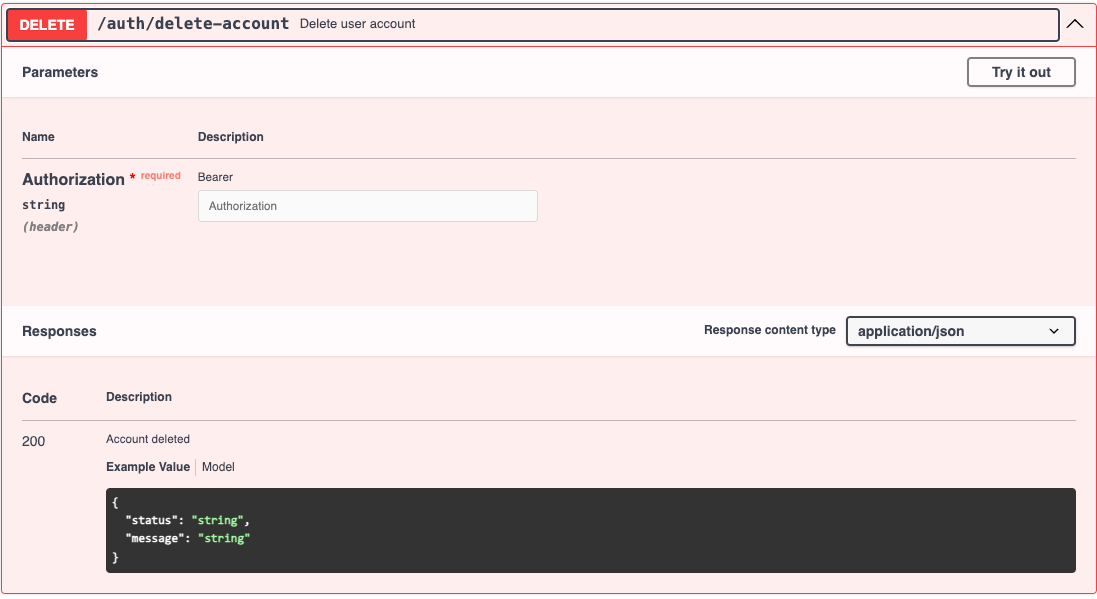 DELETE /auth/delete-account Delete user account
Parameters
Try it out
Name Description
Authorization * required
Bearer
string
(header)
Authorization
Responses
Response content type
application/json
Code Description
200
Account deleted
Example Value Model
{
  "status": "string",
  "message": "string"
}